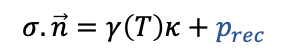 σ.n⃗ = γ(T)κ + p_rec